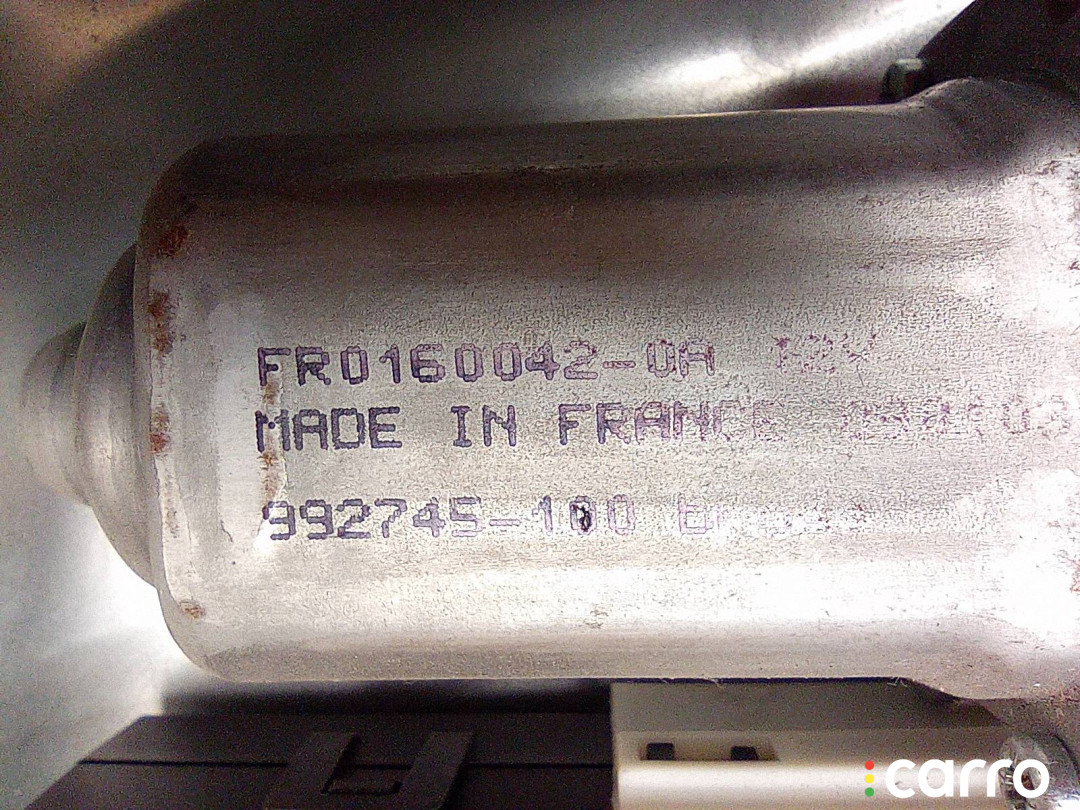 FR0160042-0A
MADE IN FRANCE
992745-100
carro